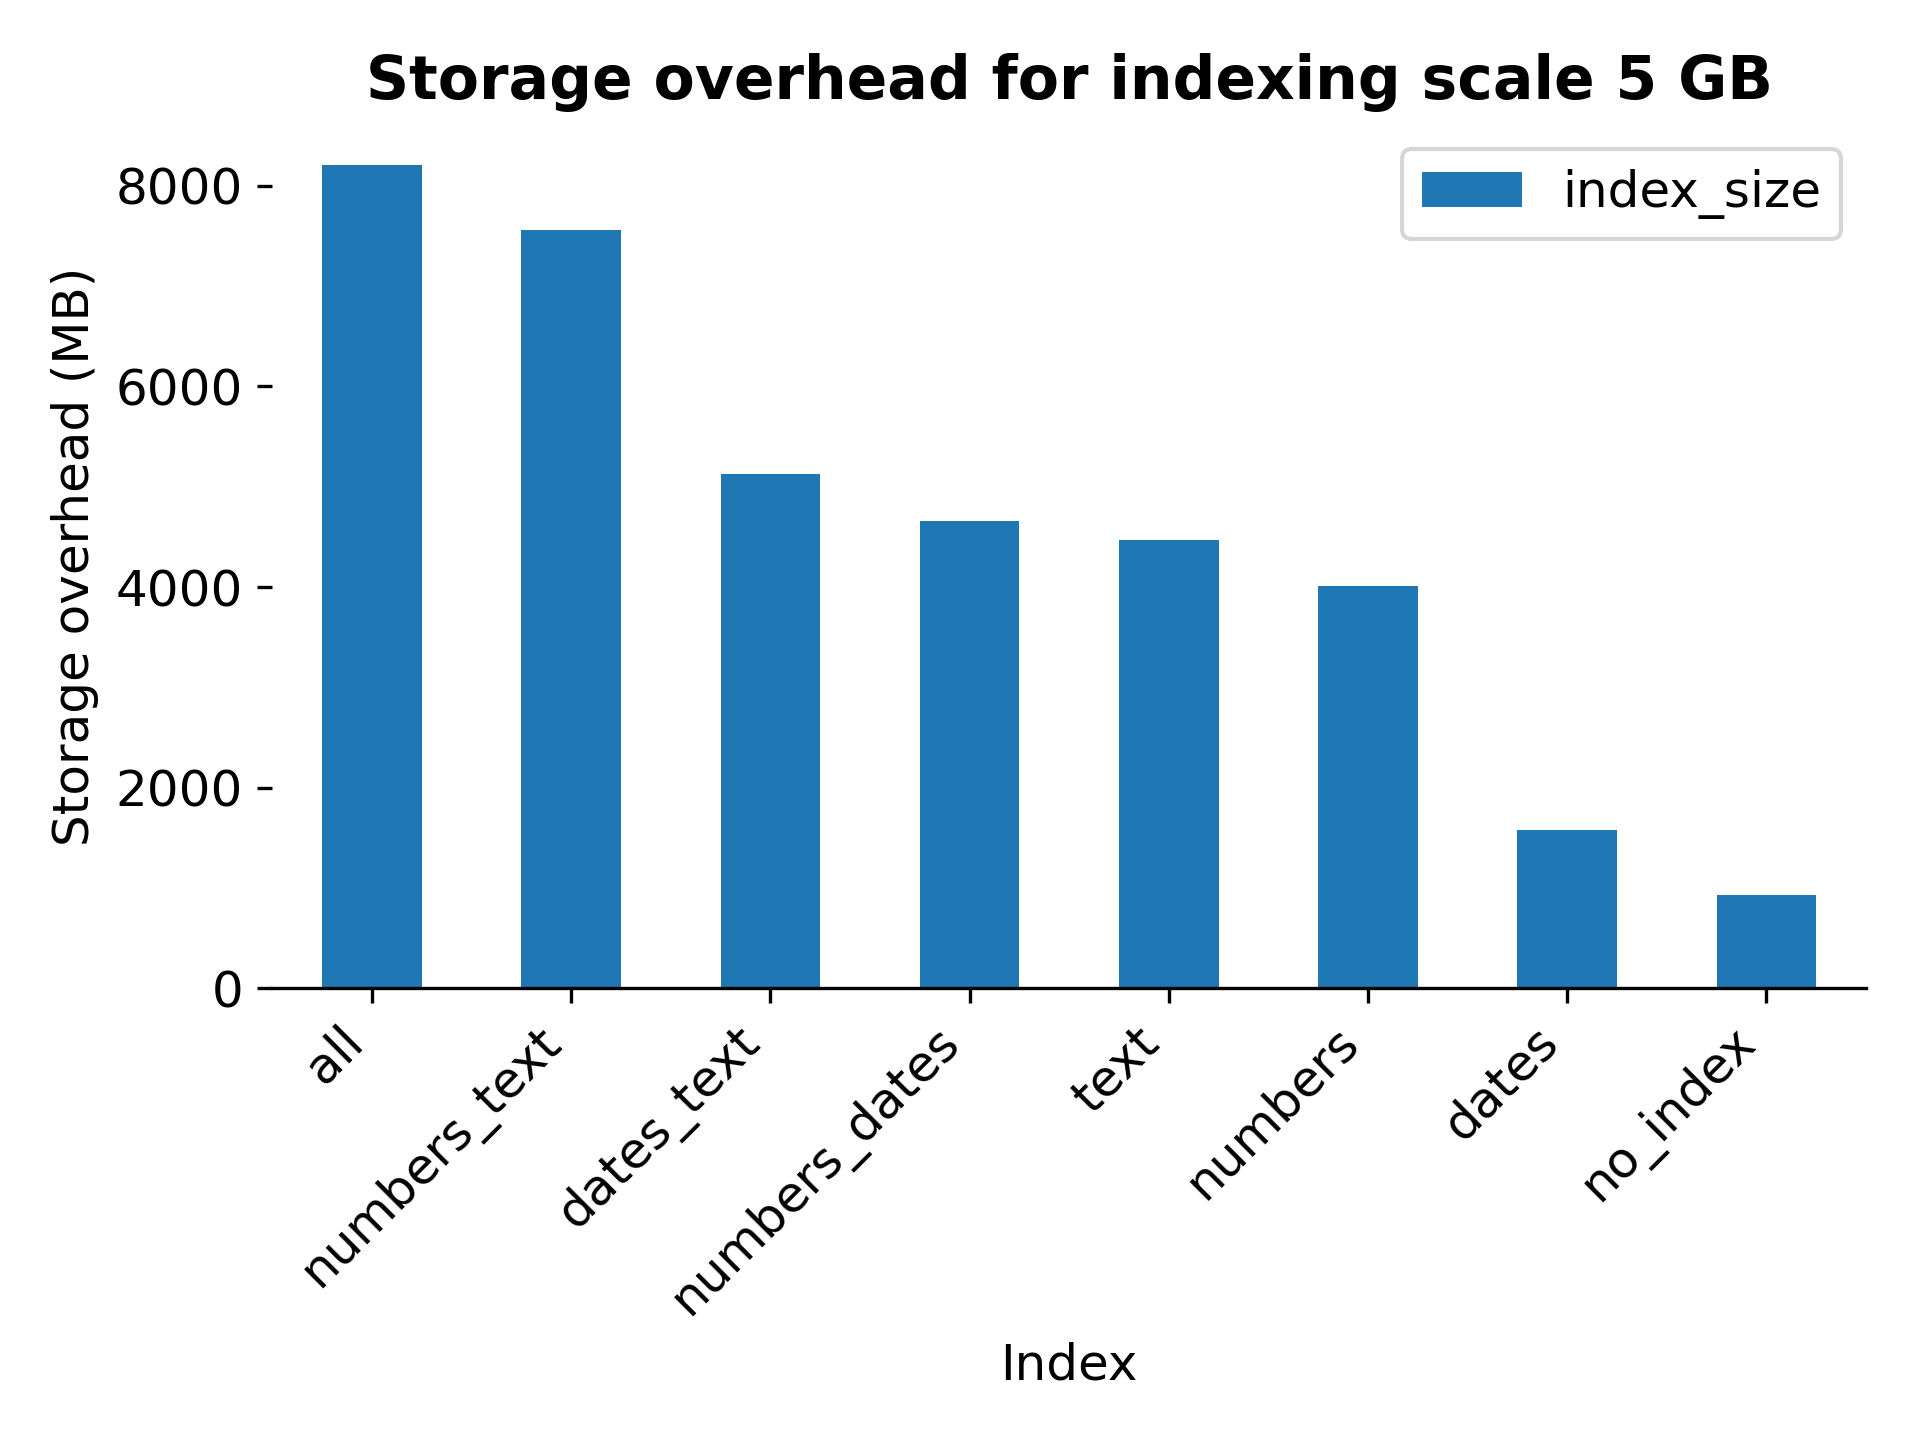 Storage overhead for indexing scale 5 GB
index_size
Storage overhead (MB)
8000
6000
4000
2000
0
all
numbers_text
dates_text
numbers_dates
text
numbers
dates
no_index
Index